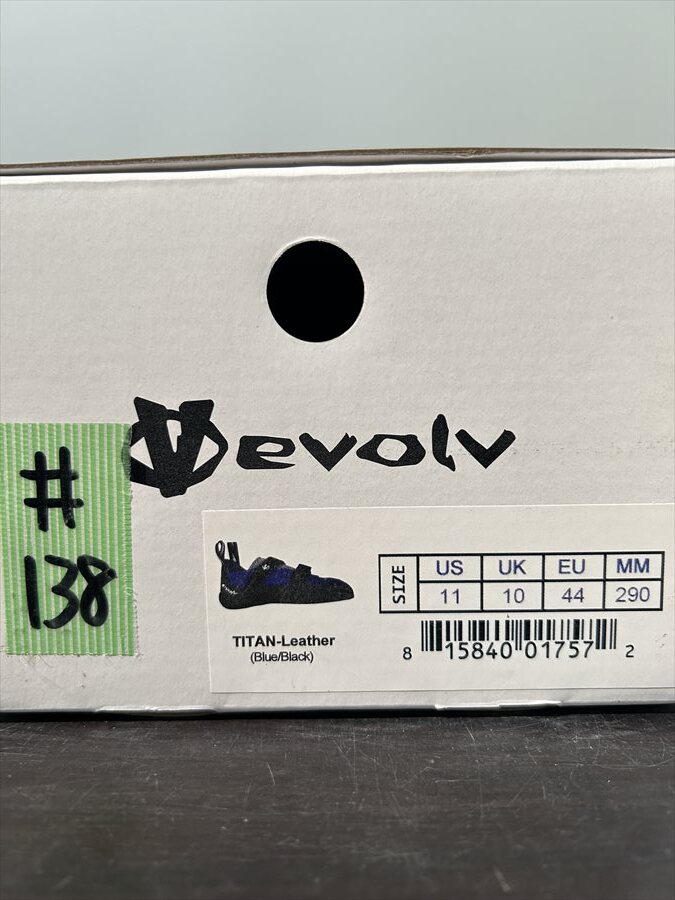 evolv
#
138
TITAN-Leather
(Blue/Black)
SIZE
US UK EU MM
11 10 44 290
8 15840 01757 2